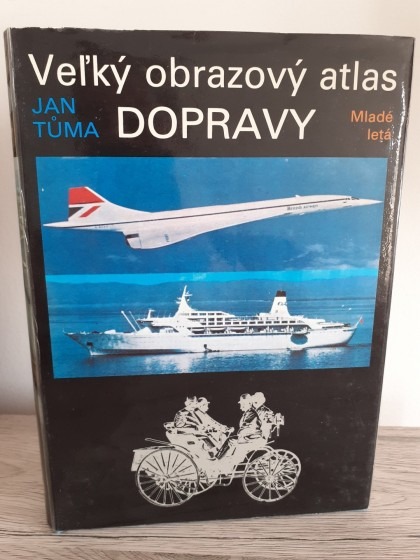 Veľký obrazový atlas
JAN
TŮMA
DOPRAVY
Mladé
letá